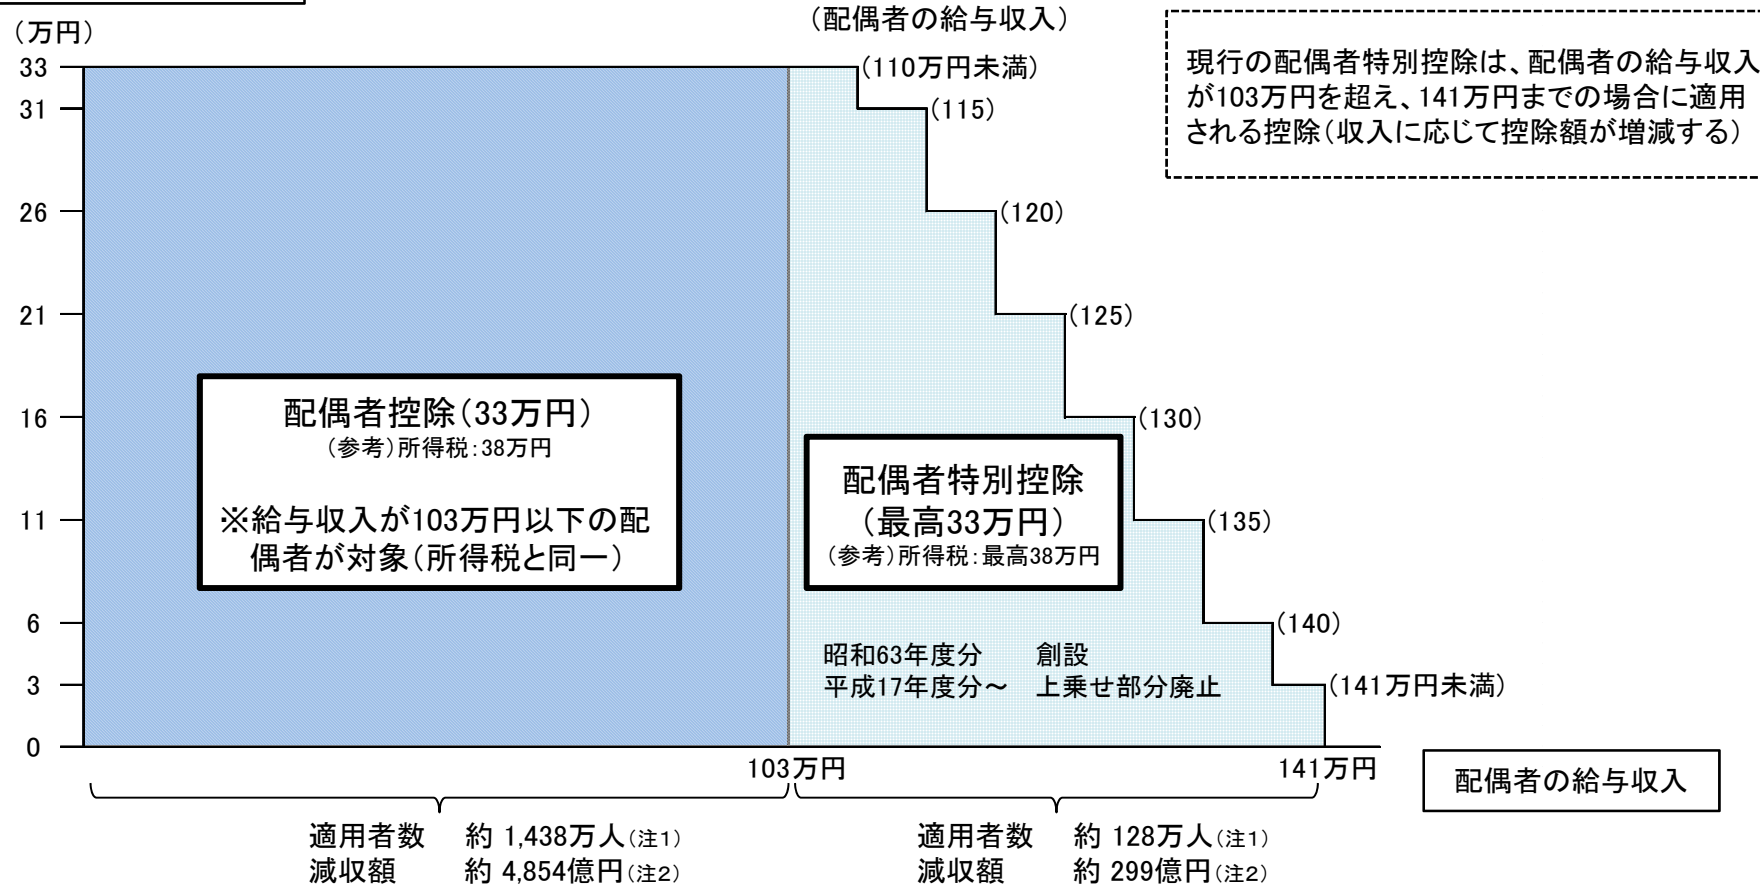 (配偶者の給与収入)
(万円)
現行の配偶者特別控除は、配偶者の給与収入
が103万円を超え、141万円までの場合に適用
される控除(収入に応じて控除額が増減する)
33
(110万円未満)
31
(115)
26
(120)
21
(125)
16
(130)
11
(135)
6
(140)
3
(141万円未満)
0
配偶者控除(33万円)
(参考)所得税:38万円
※給与収入が103万円以下の配
偶者が対象(所得税と同一)
配偶者特別控除
(最高33万円)
(参考)所得税:最高38万円
昭和63年度分 創設
平成17年度分~ 上乗せ部分廃止
103万円
141万円
配偶者の給与収入
適用者数 約 1,438万人(注1)
減収額 約 4,854億円(注2)
適用者数 約 128万人(注1)
減収額 約 299億円(注2)